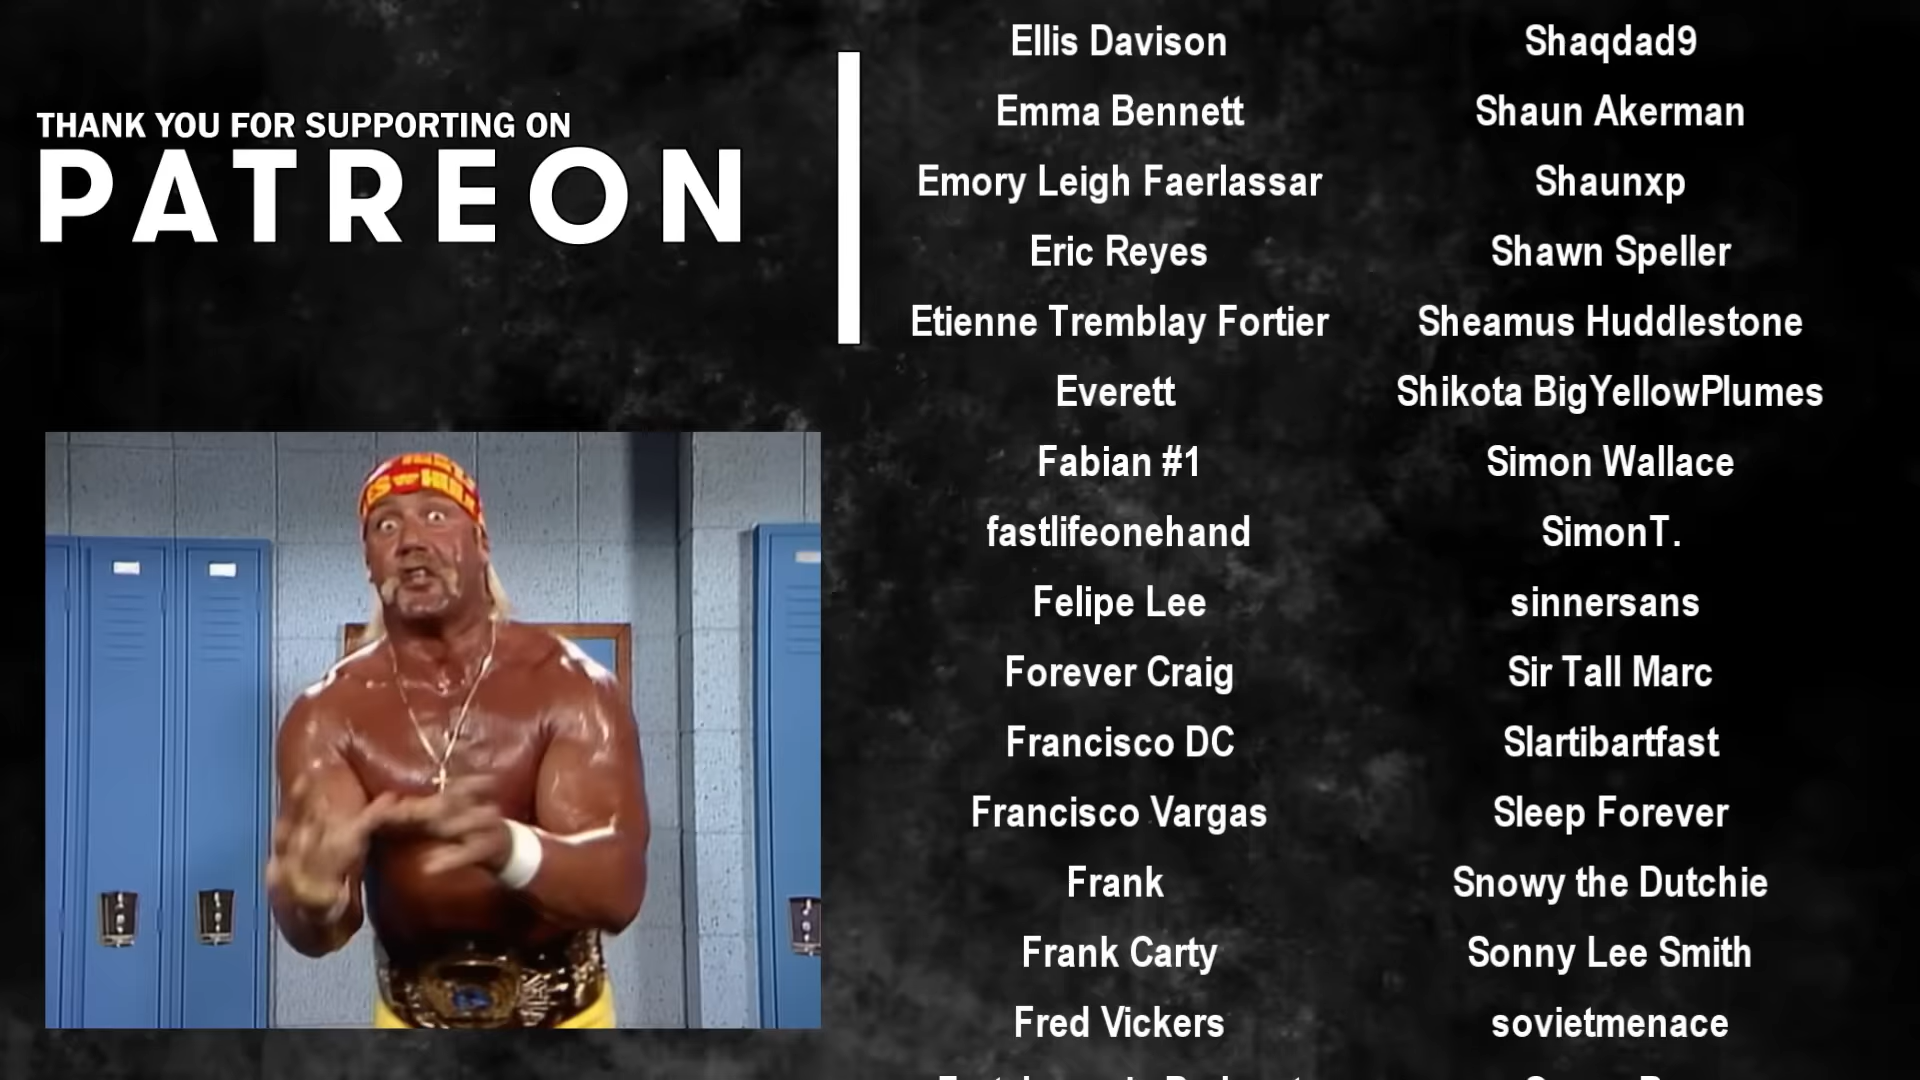 THANK YOU FOR SUPPORTING ON
PATREON
Ellis Davison
Emma Bennett
Emory Leigh Faerlassar
Eric Reyes
Etienne Tremblay Fortier
Everett
Fabian #1
fastlifeonehand
Felipe Lee
Forever Craig
Francisco DC
Francisco Vargas
Frank
Frank Carty
Fred Vickers
Shaqdad9
Shaun Akerman
Shaunxp
Shawn Speller
Sheamus Huddlestone
Shikota BigYellowPlumes
Simon Wallace
SimonT.
sinnersans
Sir Tall Marc
Slartibartfast
Sleep Forever
Snowy the Dutchie
Sonny Lee Smith
sovietmenace